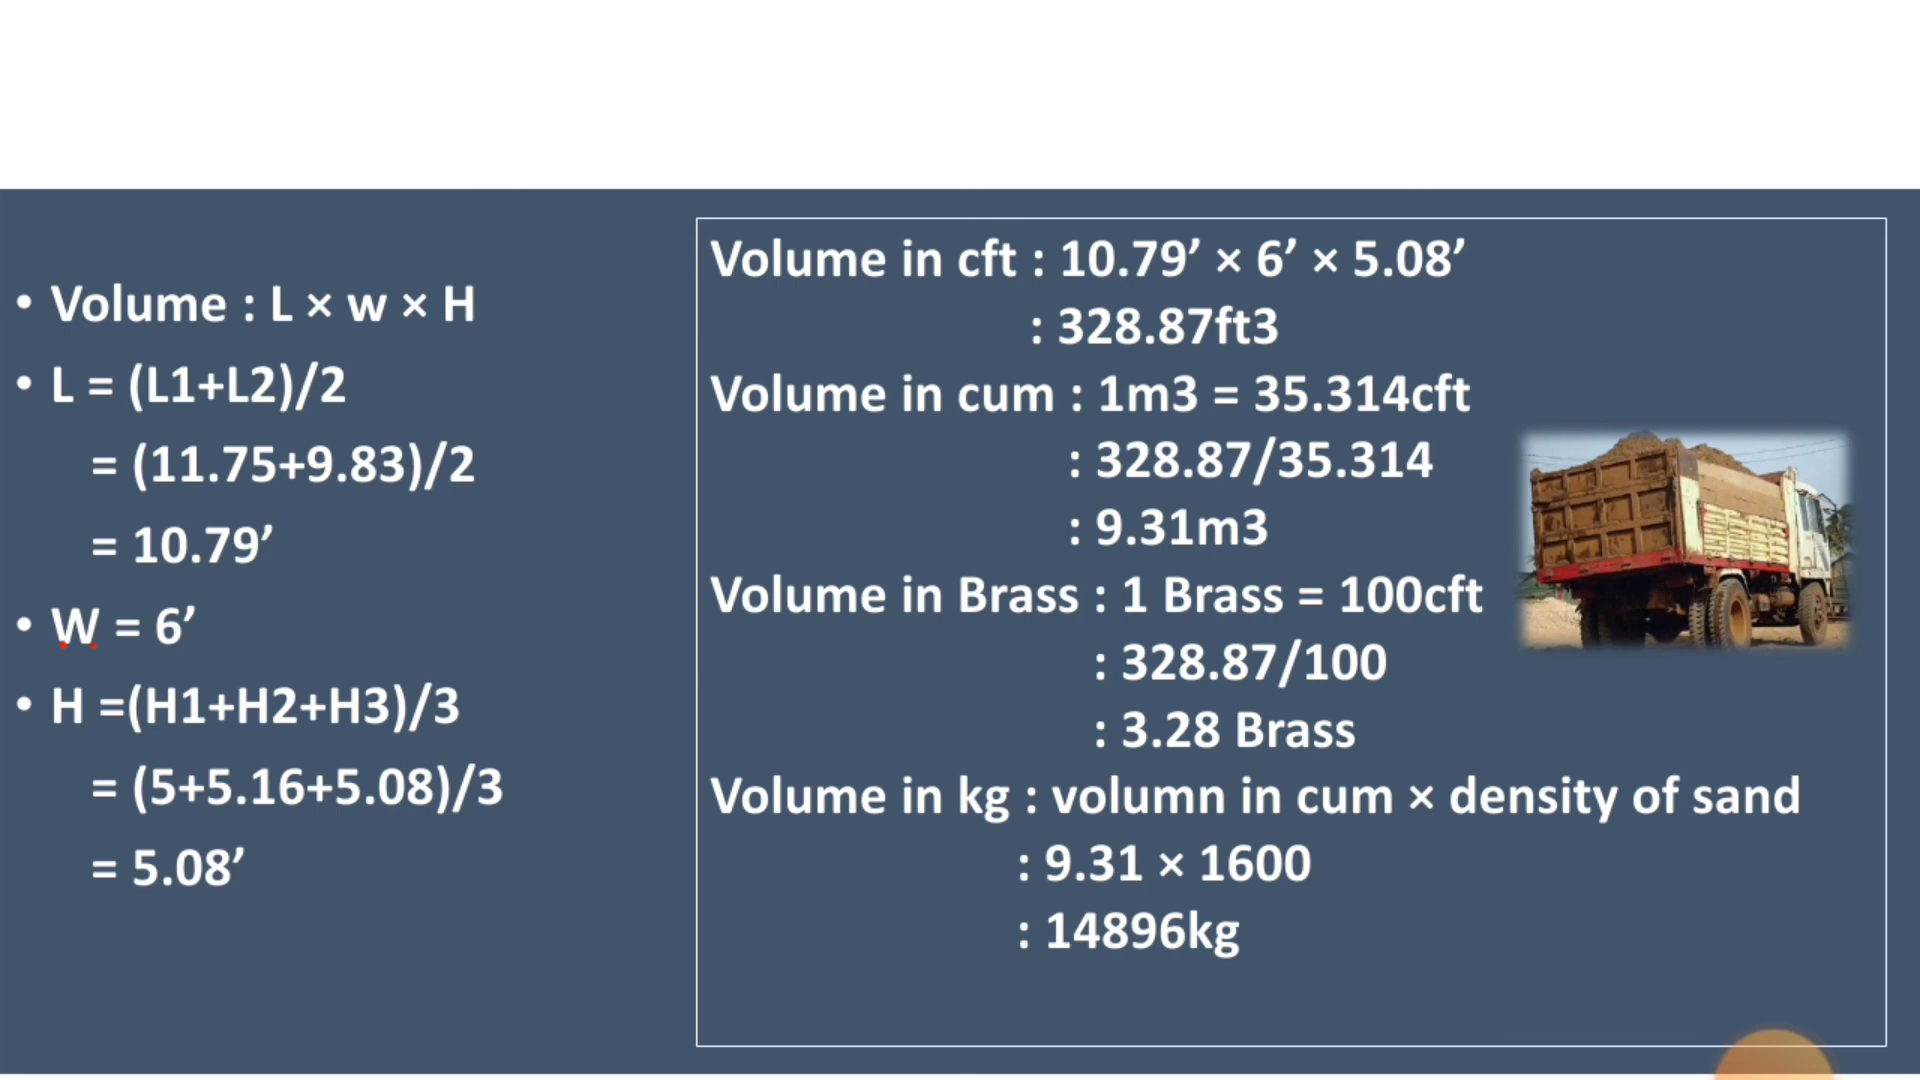 • Volume : L × w × H
• L = (L1+L2)/2
= (11.75+9.83)/2
= 10.79’
• W = 6’
• H =(H1+H2+H3)/3
= (5+5.16+5.08)/3
= 5.08’
Volume in cft : 10.79’ × 6’ × 5.08’
: 328.87ft3
Volume in cum : 1m3 = 35.314cft
: 328.87/35.314
: 9.31m3
Volume in Brass : 1 Brass = 100cft
: 328.87/100
: 3.28 Brass
Volume in kg : volumn in cum × density of sand
: 9.31 × 1600
: 14896kg